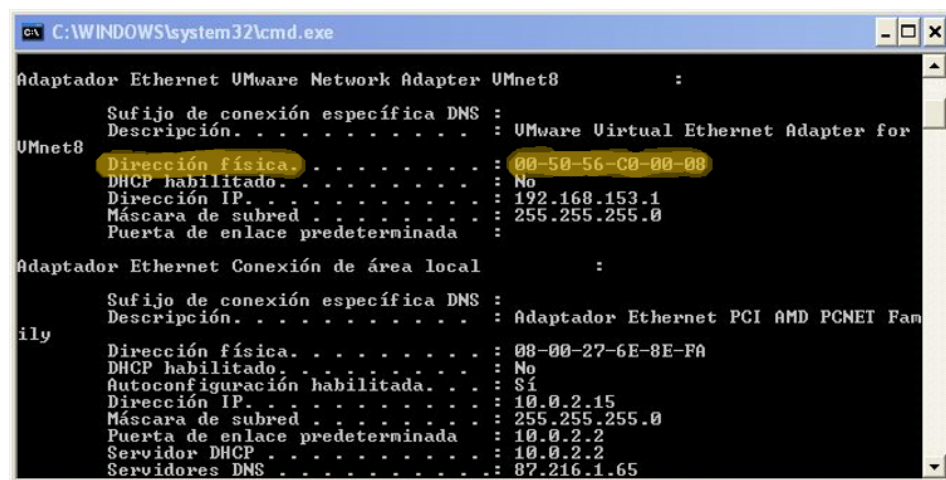 C:\WINDOWS\system32\cmd.exe
Adaptador Ethernet VMware Network Adapter VMnet8 :
Sufijo de conexión específica DNS :
Descripción. . . . . . . . . . . : VMware Virtual Ethernet Adapter for
VMnet8
Dirección física. . . . . . . . . : 00-50-56-C0-00-08
DHCP habilitado. . . . . . . . . : No
Dirección IP. . . . . . . . . . . : 192.168.153.1
Máscara de subred . . . . . . . . : 255.255.255.0
Puerta de enlace predeterminada :
Adaptador Ethernet Conexión de área local :
Sufijo de conexión específica DNS :
Descripción. . . . . . . . . . . : Adaptador Ethernet PCI AMD PCNET Fam
ily
Dirección física. . . . . . . . . : 08-00-27-6E-8E-FA
DHCP habilitado. . . . . . . . . : No
Autoconfiguración habilitada. . . : Sí
Dirección IP. . . . . . . . . . . : 10.0.2.15
Máscara de subred . . . . . . . . : 255.255.255.0
Puerta de enlace predeterminada : 10.0.2.2
Servidor DHCP . . . . . . . . . . : 10.0.2.2
Servidores DNS . . . . . . . . . .: 87.216.1.65